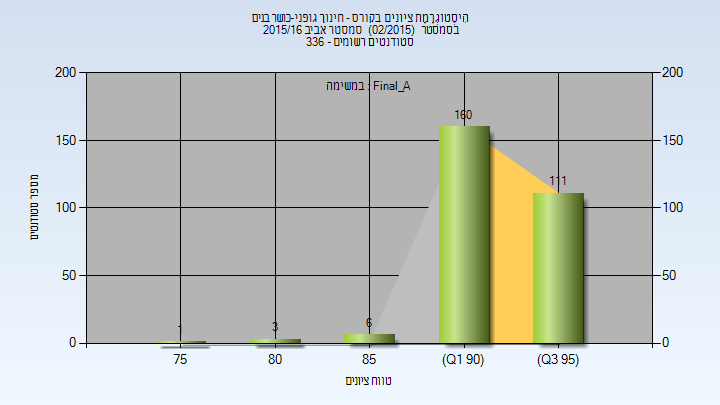 היסטוגרמת ציונים בקורס - חינוך גופני-כושר בנים
בסמסטר (02/2015) סמסטר אביב 2015/16
סטודנטים רשומים - 336
במשימה : Final_A
200
150
100
50
0
200
150
100
50
0
מספר סטודנטים
1
3
6
160
111
75
80
85
(Q1 90)
(Q3 95)
טווח ציונים